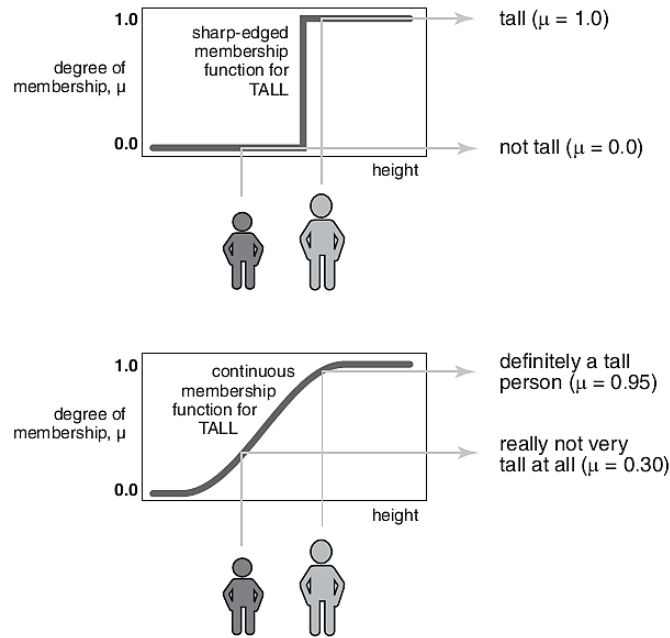 1.0
sharp-edged
membership
function for
TALL
degree of
membership, μ
0.0
height
tall (μ = 1.0)
not tall (μ = 0.0)
1.0
continuous
membership
function for
TALL
degree of
membership, μ
0.0
height
definitely a tall
person (μ = 0.95)
really not very
tall at all (μ = 0.30)